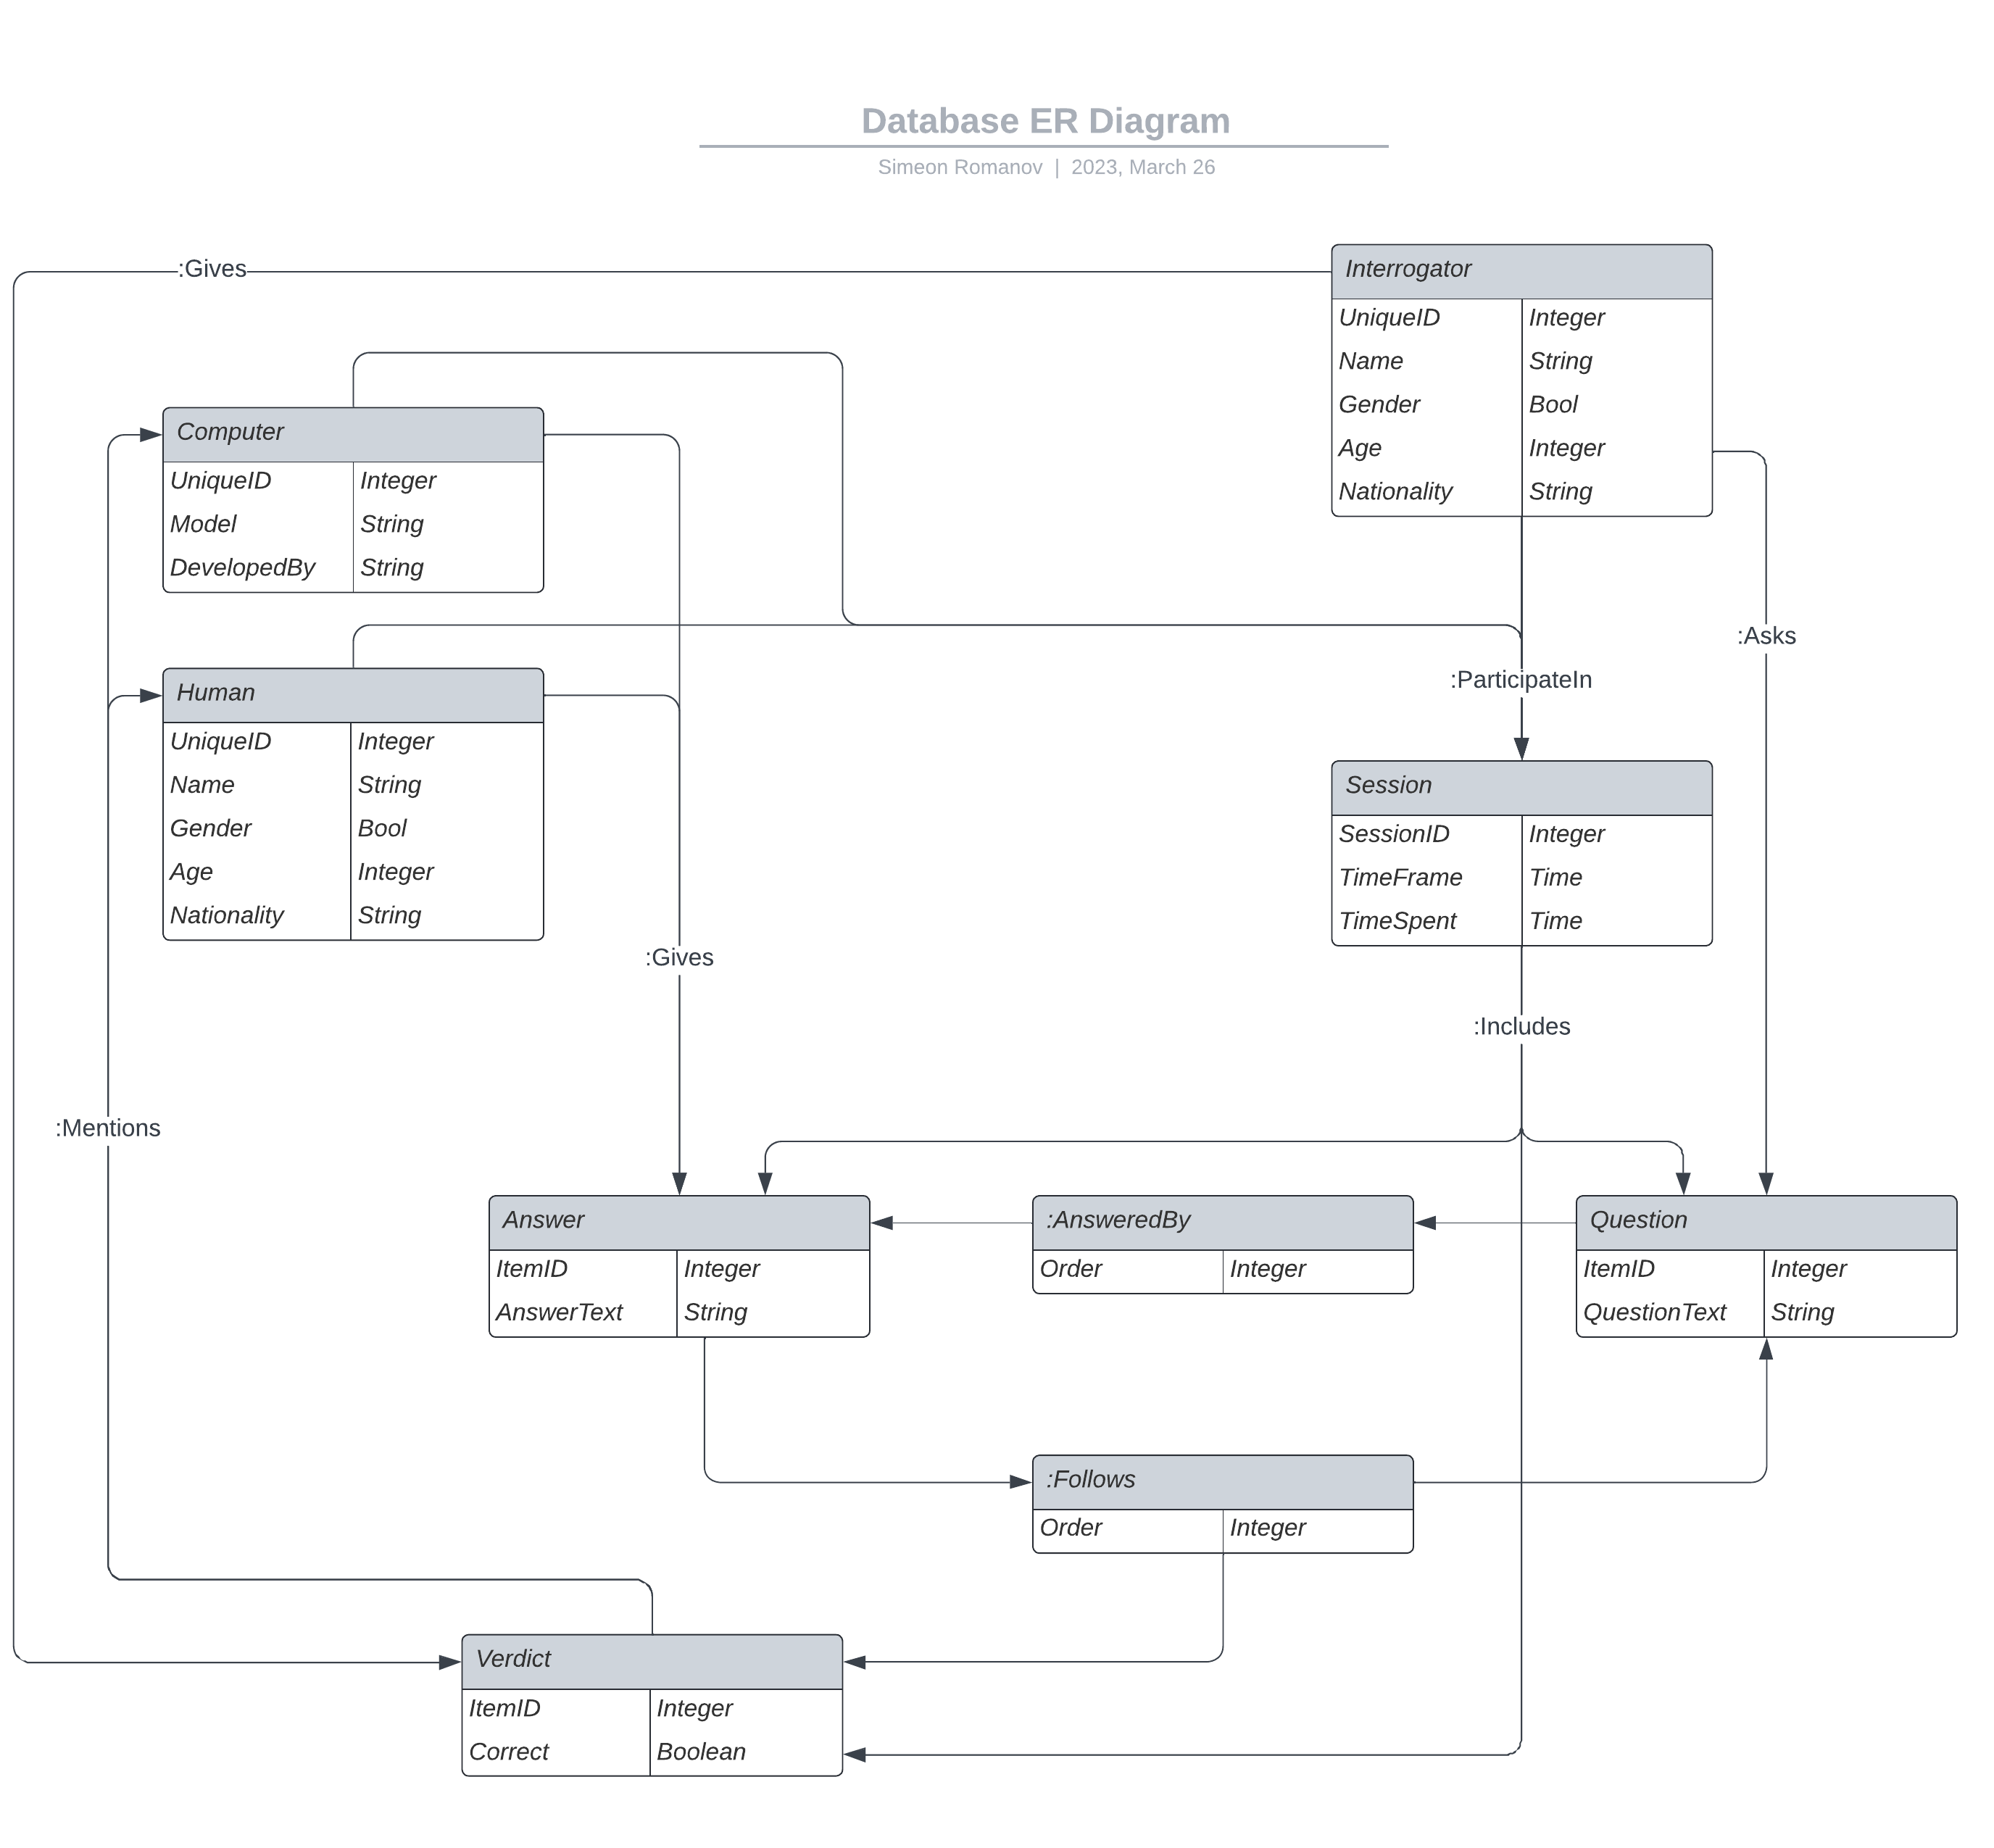 Database ER Diagram
Simeon Romanov | 2023, March 26
:Gives
Interrogator
UniqueID Integer
Name String
Gender Bool
Age Integer
Nationality String
Computer
UniqueID Integer
Model String
DevelopedBy String
:Asks
:ParticipateIn
Human
UniqueID Integer
Name String
Gender Bool
Age Integer
Nationality String
Session
SessionID Integer
TimeFrame Time
TimeSpent Time
:Gives
:Includes
:Mentions
Answer
ItemID Integer
AnswerText String
:AnsweredBy
Order Integer
Question
ItemID Integer
QuestionText String
:Follows
Order Integer
Verdict
ItemID Integer
Correct Boolean